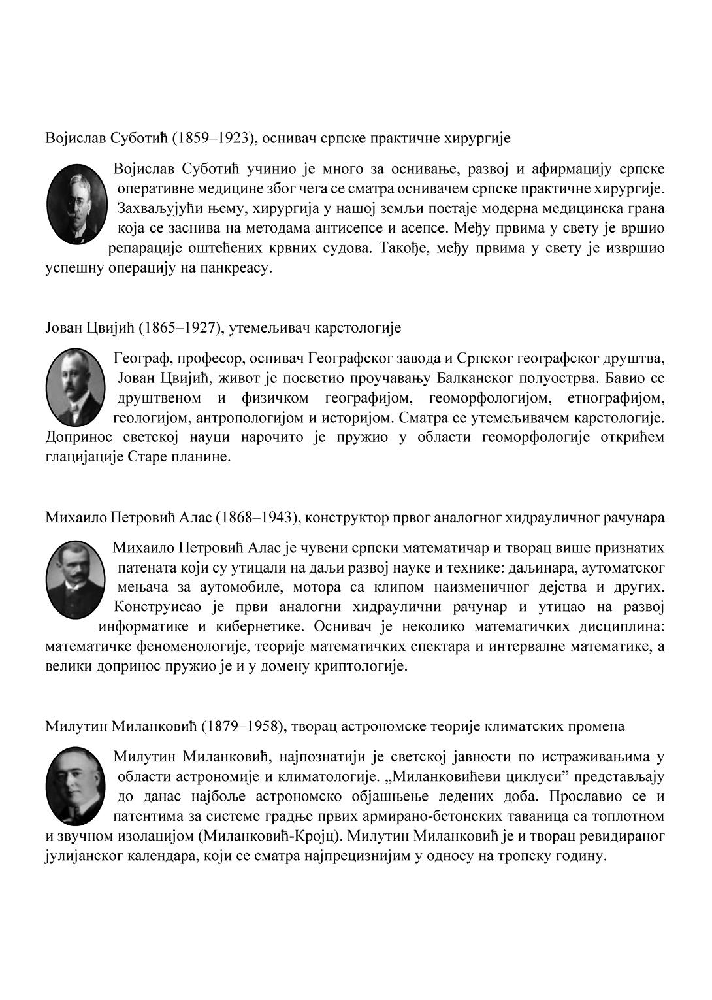 Војислав Суботић (1859–1923), оснивач српске практичне хирургије
Војислав Суботић учинио је много за оснивање, развој и афирмацију српске
оперативне медицине због чега се сматра оснивачем српске практичне хирургије.
Захваљујући њему, хирургија у нашој земљи постаје модерна медицинска грана
која се заснива на методама антисепсе и асепсе. Међу првима у свету је вршио
репарације оштећених крвних судова. Такође, међу првима у свету је извршио
успешну операцију на панкреасу.
Јован Цвијић (1865–1927), утемељивач карстологије
Географ, професор, оснивач Географског завода и Српског географског друштва,
Јован Цвијић, живот је посветио проучавању Балканског полуострва. Бавио се
друштвеном и физичком географијом, геоморфологијом, етнографијом,
геологијом, антропологијом и историјом. Сматра се утемељивачем карстологије.
Допринос светској науци нарочито је пружио у области геоморфологије открићем
глацијације Старе планине.
Михаило Петровић Алас (1868–1943), конструктор првог аналогног хидрауличног рачунара
Михаило Петровић Алас је чувени српски математичар и творац више признатих
патената који су утицали на даљи развој науке и технике: даљинара, аутоматског
мењача за аутомобиле, мотора са клипом наизменичног дејства и других.
Конструисао је први аналогни хидраулични рачунар и утицао на развој
информатике и кибернетике. Оснивач је неколико математичких дисциплина:
математичке феноменологије, теорије математичких спектара и интервалне математике, а
велики допринос пружио је и у домену криптологије.
Милутин Миланковић (1879–1958), творац астрономске теорије климатских промена
Милутин Миланковић, најпознатији је светској јавности по истраживањима у
области астрономије и климатологије. „Миланковићеви циклуси” представљају
до данас најбоље астрономско објашњење ледених доба. Прославио се и
патентима за системе градње првих армирано-бетонских таваница са топлотном
и звучном изолацијом (Миланковић-Кројц). Милутин Миланковић је и творац ревидираног
јулијанског календара, који се сматра најпрецизнијим у односу на тропску годину.